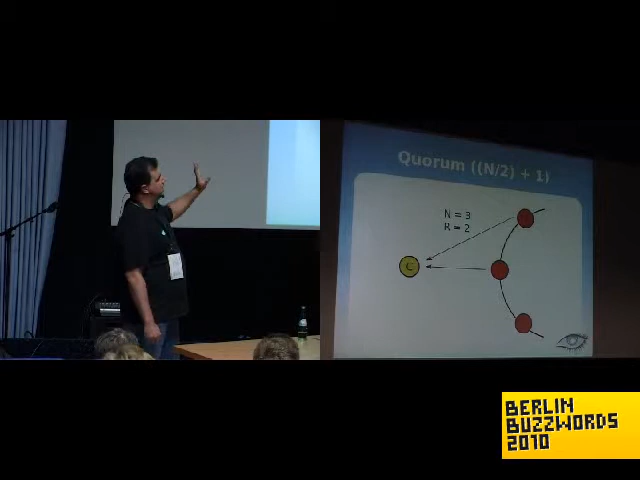 Quorum ((N/2) + 1)
N = 3
R = 2
C
BERLIN
BUZZWORDS
2010